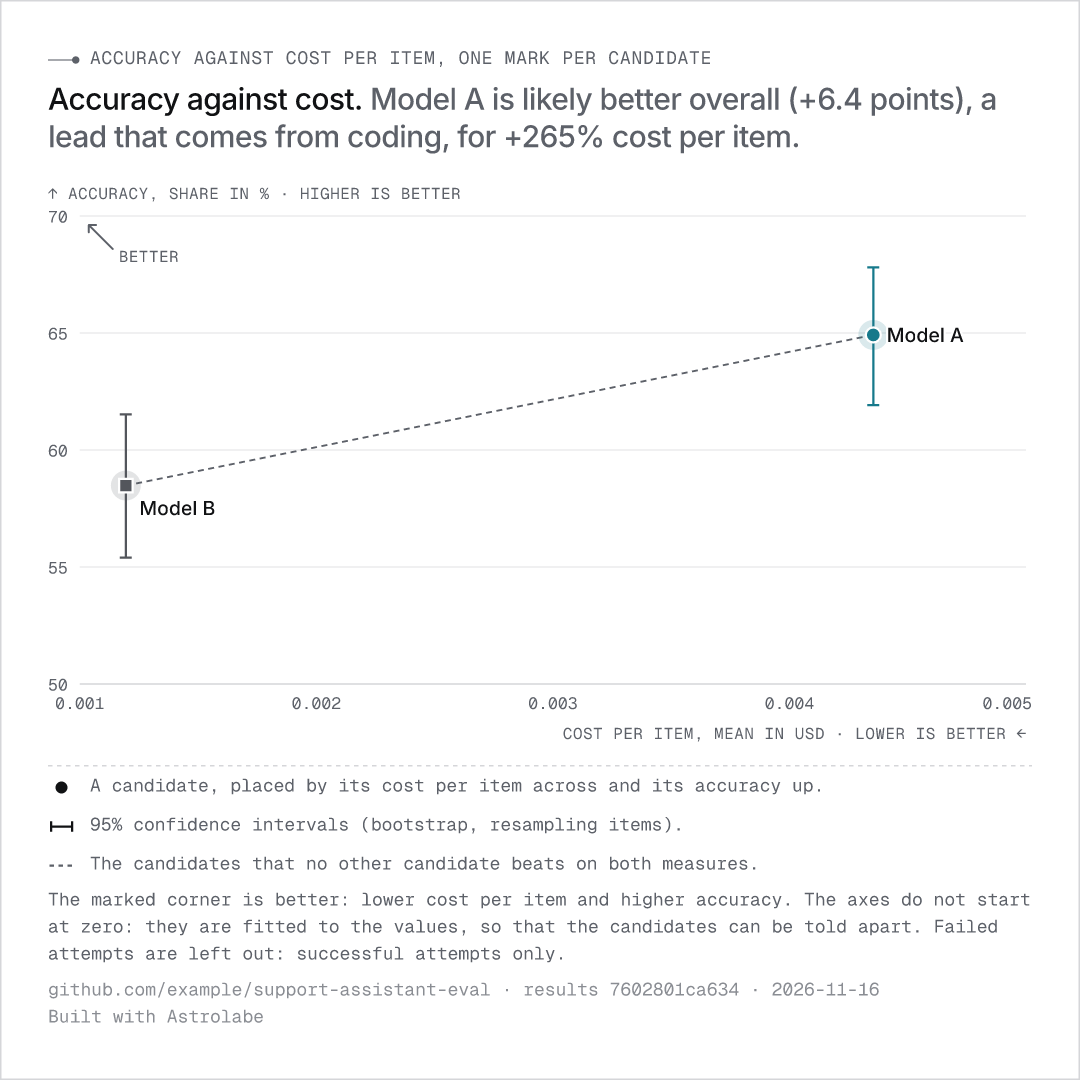 ACCURACY AGAINST COST PER ITEM, ONE MARK PER CANDIDATE
Accuracy against cost. Model A is likely better overall (+6.4 points), a
lead that comes from coding, for +265% cost per item.
↑ ACCURACY, SHARE IN % · HIGHER IS BETTER
70
BETTER
65
Model A
60
Model B
55
50
0.001 0.002 0.003 0.004 0.005
COST PER ITEM, MEAN IN USD · LOWER IS BETTER ←
A candidate, placed by its cost per item across and its accuracy up.
95% confidence intervals (bootstrap, resampling items).
The candidates that no other candidate beats on both measures.
The marked corner is better: lower cost per item and higher accuracy. The axes do not start
at zero: they are fitted to the values, so that the candidates can be told apart. Failed
attempts are left out: successful attempts only.
github.com/example/support-assistant-eval · results 7602801ca634 · 2026-11-16
Built with Astrolabe